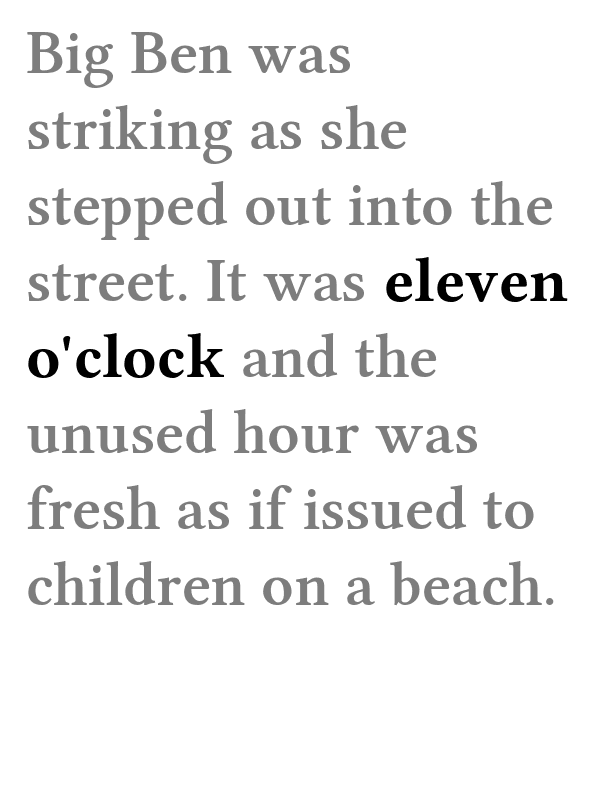 Big Ben was
striking as she
stepped out into the
street. It was eleven
o'clock and the
unused hour was
fresh as if issued to
children on a beach.